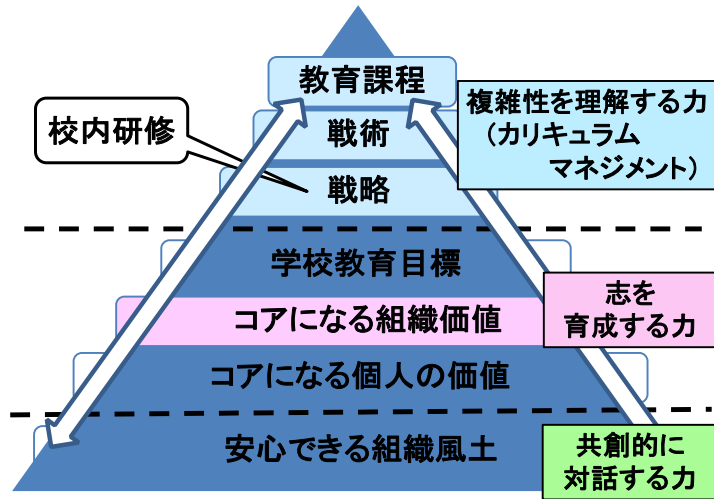 教育課程
戦術
戦略
校内研修
複雑性を理解する力
（カリキュラム
マネジメント）
学校教育目標
コアになる組織価値
志を
育成する力
コアになる個人の価値
安心できる組織風土
共創的に
対話する力